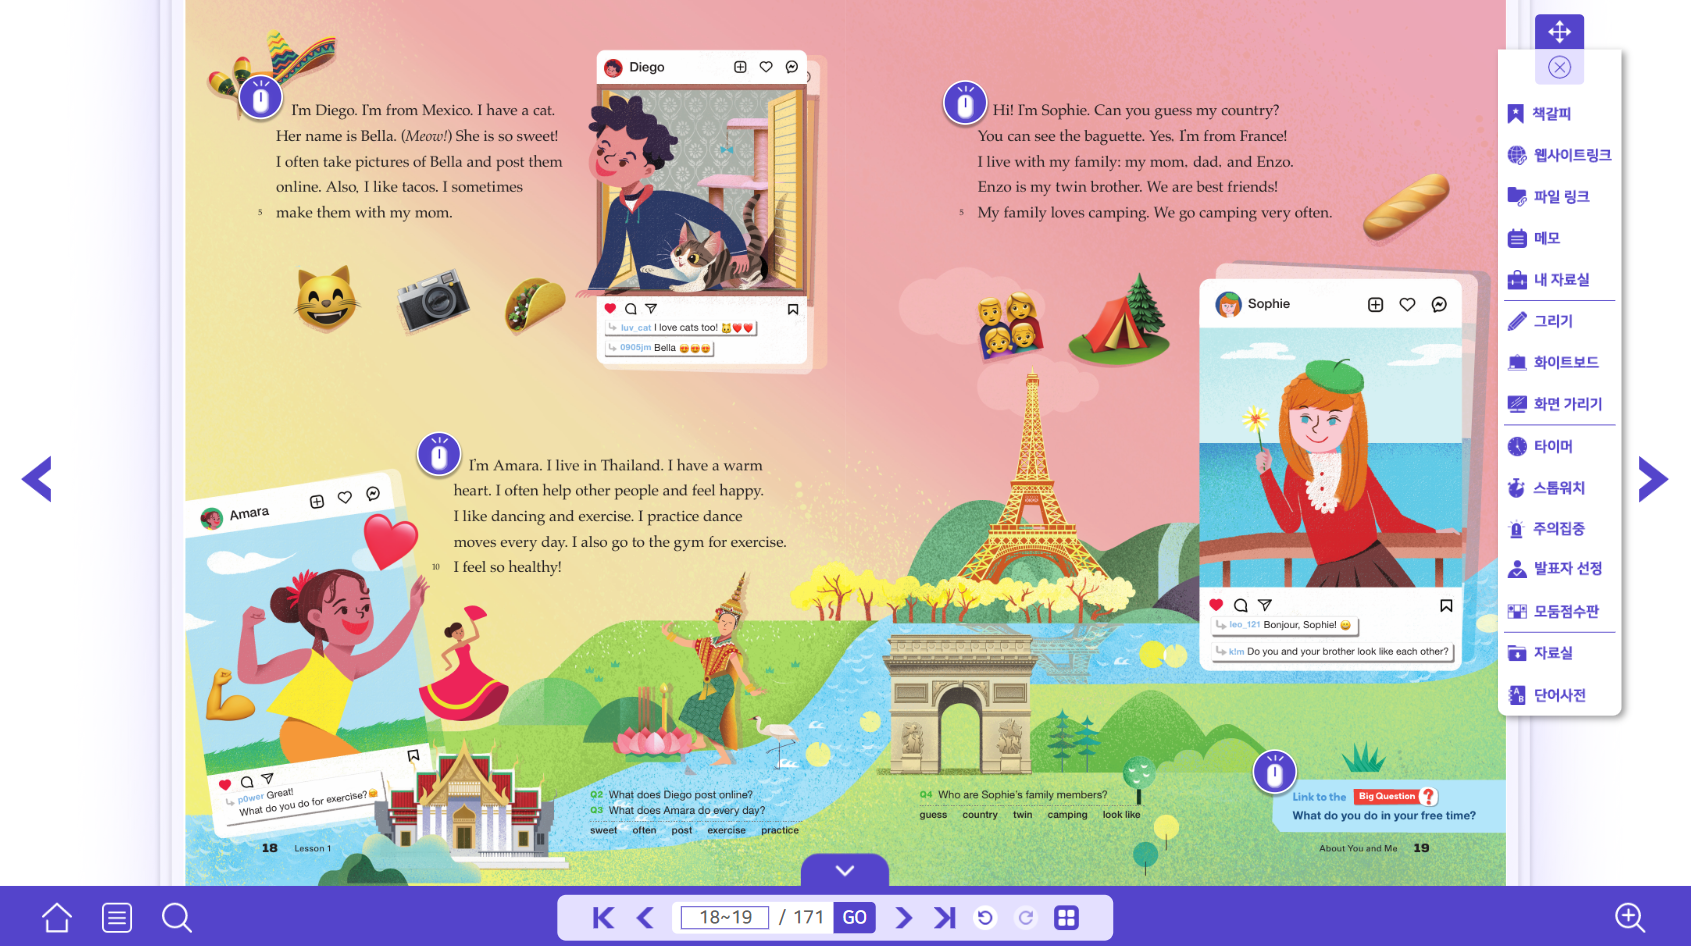 Diego
I'm Diego. I'm from Mexico. I have a cat.
Her name is Bella. (Meow!) She is so sweet!
I often take pictures of Bella and post them
online. Also, I like tacos. I sometimes
5 make them with my mom.
luv_cat I love cats too! 😺❤❤
0905jm Bella 😍😍😍
I'm Amara. I live in Thailand. I have a warm
heart. I often help other people and feel happy.
I like dancing and exercise. I practice dance
moves every day. I also go to the gym for exercise.
10 I feel so healthy!
Amara
p0wer Great!
What do you do for exercise?
Q2 What does Diego post online?
Q3 What does Amara do every day?
sweet often post exercise practice
18 Lesson 1
Hi! I'm Sophie. Can you guess my country?
You can see the baguette. Yes, I'm from France!
I live with my family: my mom, dad, and Enzo.
Enzo is my twin brother. We are best friends!
5 My family loves camping. We go camping very often.
Sophie
leo_121 Bonjour, Sophie! 😄
k!m Do you and your brother look like each other?
Q4 Who are Sophie's family members?
guess country twin camping look like
Link to the Big Question ?
What do you do in your free time?
About You and Me 19
책갈피
웹사이트링크
파일 링크
메모
내 자료실
그리기
화이트보드
화면 가리기
타이머
스톱워치
주의집중
발표자 선정
모둠점수판
자료실
단어사전
18~19 / 171 GO